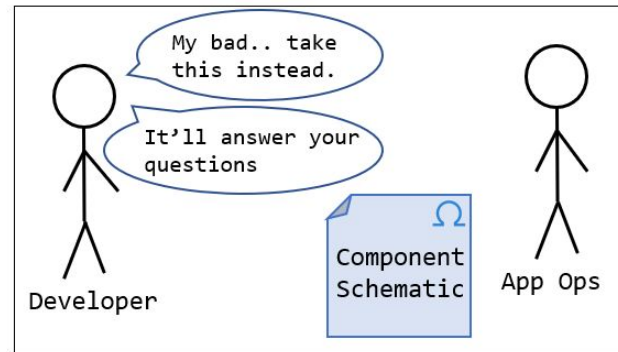 My bad.. take
this instead.
It'll answer your
questions
Ω
Component
Schematic
Developer
App Ops